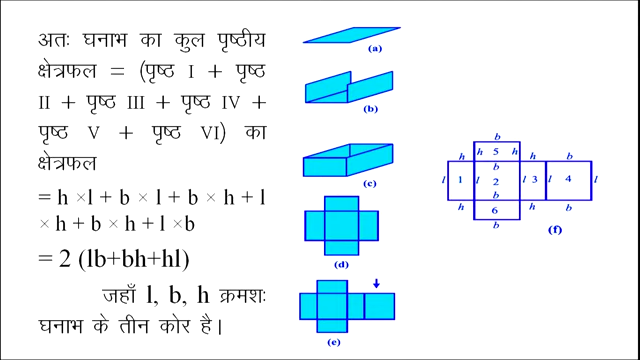 अतः घनाभ का कुल पृष्ठीय
क्षेत्रफल = (पृष्ठ I + पृष्ठ
II + पृष्ठ III + पृष्ठ IV +
पृष्ठ V + पृष्ठ VI) का
क्षेत्रफल
= h ×l + b × l + b × h + l
× h + b × h + l ×b
= 2 (lb+bh+hl)
जहाँ l, b, h क्रमशः
घनाभ के तीन कोर है।
(a)
(b)
(c)
(d)
(e)
b
h h 5 h h b
b
l 1 l 2 l 3 l 4 l
b
h 6 h b
b
(f)